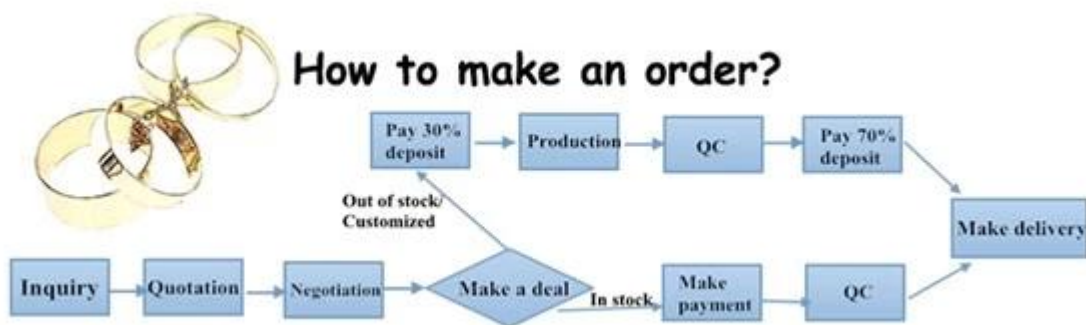 How to make an order?
Pay 30%
deposit
Production
QC
Pay 70%
deposit
Out of stock/
Customized
Make delivery
Inquiry
Quotation
Negotiation
Make a deal
In stock
Make
payment
QC